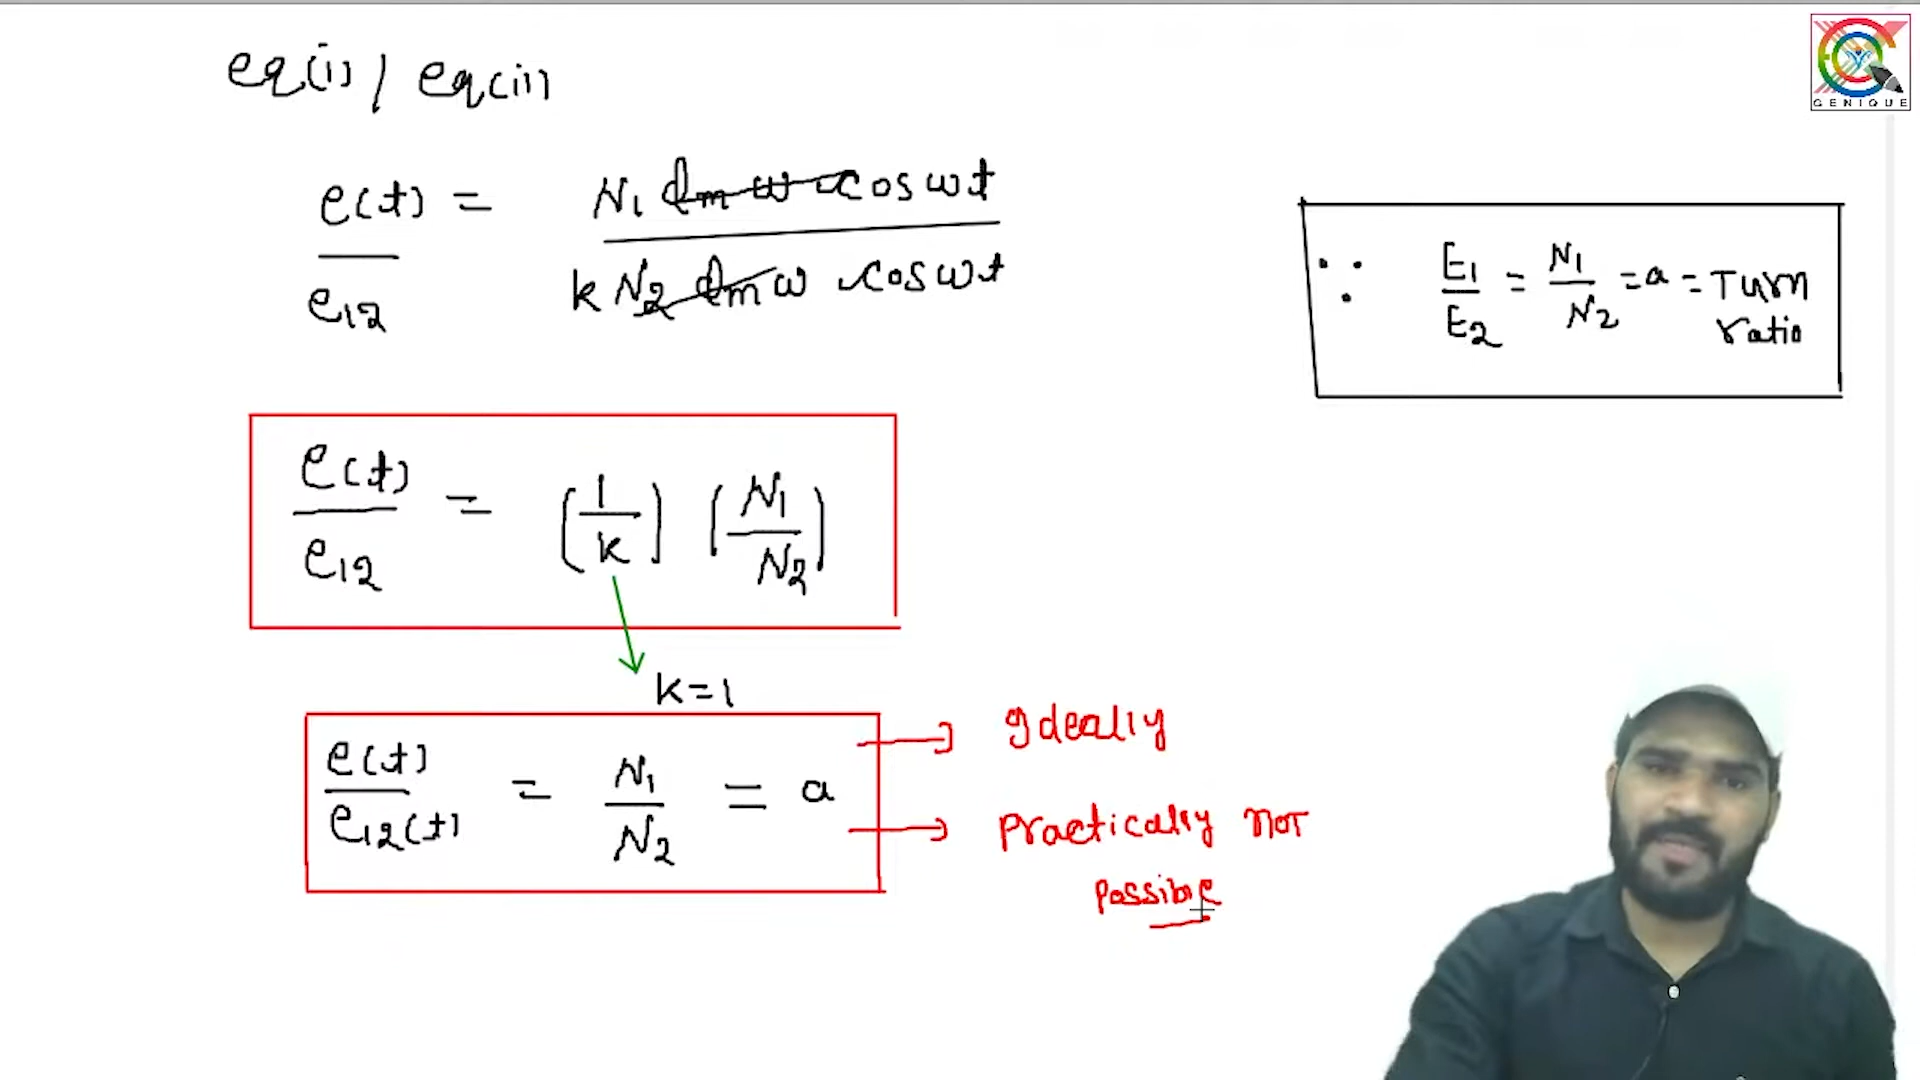 eq(i) / eq(ii)
e(t) / e12 = N1 ϕm ω cos ωt / k N2 ϕm ω cos ωt
∵ E1 / E2 = N1 / N2 = a = Turn
ratio
e(t) / e12 = (1 / k) (N1 / N2)
k = 1
e(t) / e12(t) = N1 / N2 = a
Ideally
Practically not
possible
GENIQUE